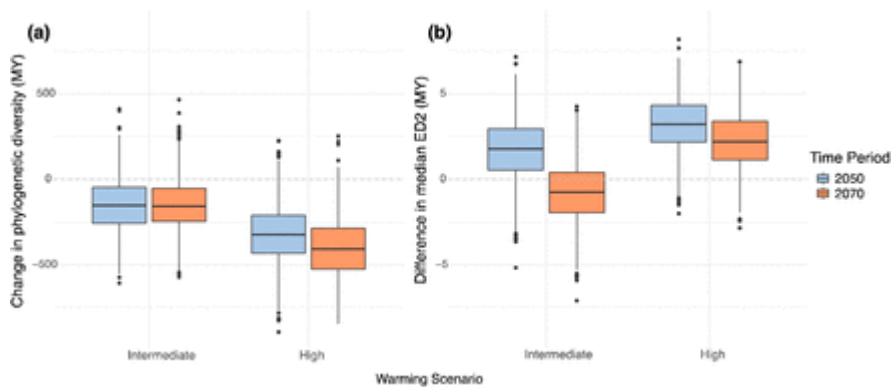 (a)
Change in phylogenetic diversity (MY)
500
0
−500
Intermediate
High
(b)
Difference in median ED2 (MY)
5
0
−5
Intermediate
High
Warming Scenario
Time Period
2050
2070